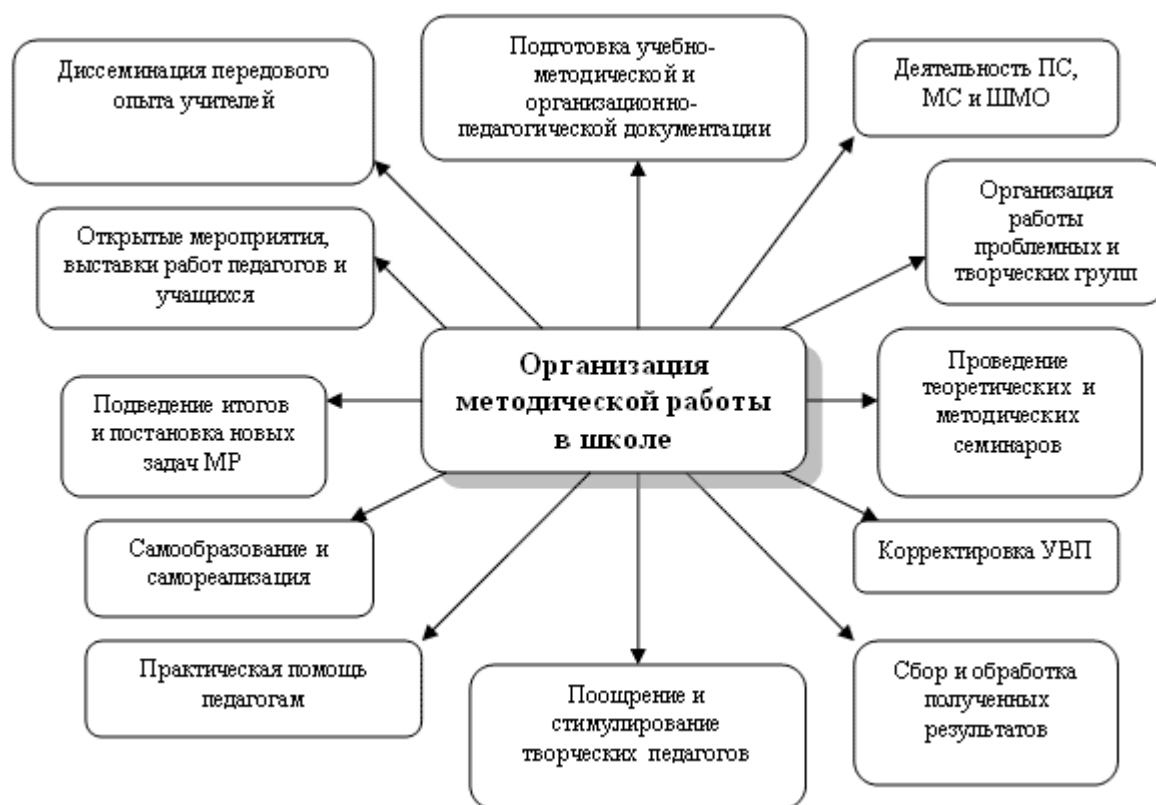 Диссеминация передового
опыта учителей
Подготовка учебно-
методической и
организационно-
педагогической документации
Деятельность ПС,
МС и ШМО
Открытые мероприятия,
выставки работ педагогов и
учащихся
Организация
работы
проблемных и
творческих групп
Организация
методической работы
в школе
Подведение итогов
и постановка новых
задач МР
Проведение
теоретических и
методических
семинаров
Самообразование и
самореализация
Корректировка УВП
Практическая помощь
педагогам
Поощрение и
стимулирование
творческих педагогов
Сбор и обработка
полученных
результатов